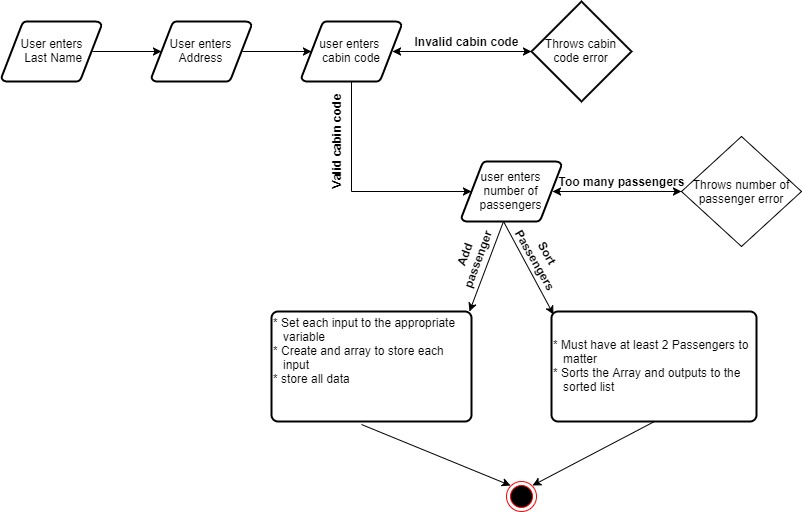 User enters
Last Name
User enters
Address
user enters
cabin code
Invalid cabin code
Throws cabin
code error
Valid cabin code
user enters
number of
passengers
Too many passengers
Throws number of
passenger error
Add
passenger
Sort
Passengers
* Set each input to the appropriate
variable
* Create and array to store each
input
* store all data
* Must have at least 2 Passengers to
matter
* Sorts the Array and outputs to the
sorted list